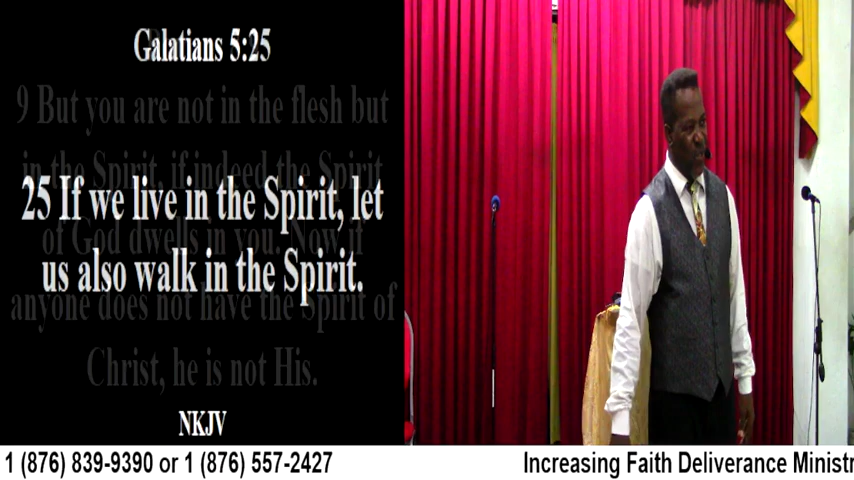 Galatians 5:25
9 But you are not in the flesh but
in the Spirit, if indeed the Spirit
25 If we live in the Spirit, let
of God dwells in you. Now if
us also walk in the Spirit.
anyone does not have the Spirit of
Christ, he is not His.
NKJV
1 (876) 839-9390 or 1 (876) 557-2427
Increasing Faith Deliverance Ministr